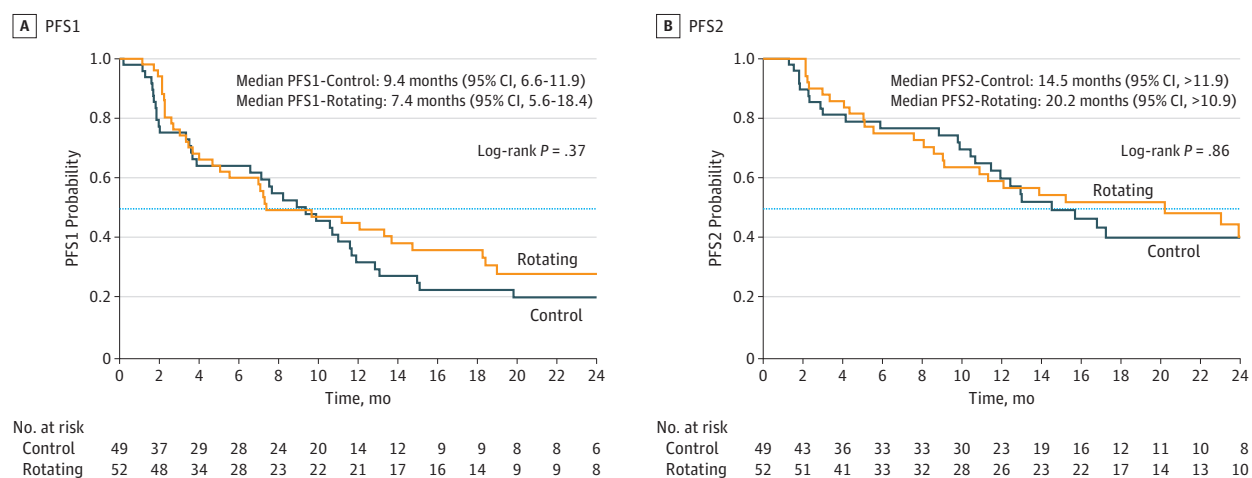 A PFS1
1.0
0.8
0.6
0.4
0.2
0
PFS1 Probability
Median PFS1-Control: 9.4 months (95% CI, 6.6-11.9)
Median PFS1-Rotating: 7.4 months (95% CI, 5.6-18.4)
Log-rank P = .37
Rotating
Control
0 2 4 6 8 10 12 14 16 18 20 22 24
Time, mo
No. at risk
Control 49 37 29 28 24 20 14 12 9 9 8 8 6
Rotating 52 48 34 28 23 22 21 17 16 14 9 9 8
B PFS2
1.0
0.8
0.6
0.4
0.2
0
PFS2 Probability
Median PFS2-Control: 14.5 months (95% CI, >11.9)
Median PFS2-Rotating: 20.2 months (95% CI, >10.9)
Log-rank P = .86
Rotating
Control
0 2 4 6 8 10 12 14 16 18 20 22 24
Time, mo
No. at risk
Control 49 43 36 33 33 30 23 19 16 12 11 10 8
Rotating 52 51 41 33 32 28 26 23 22 17 14 13 10